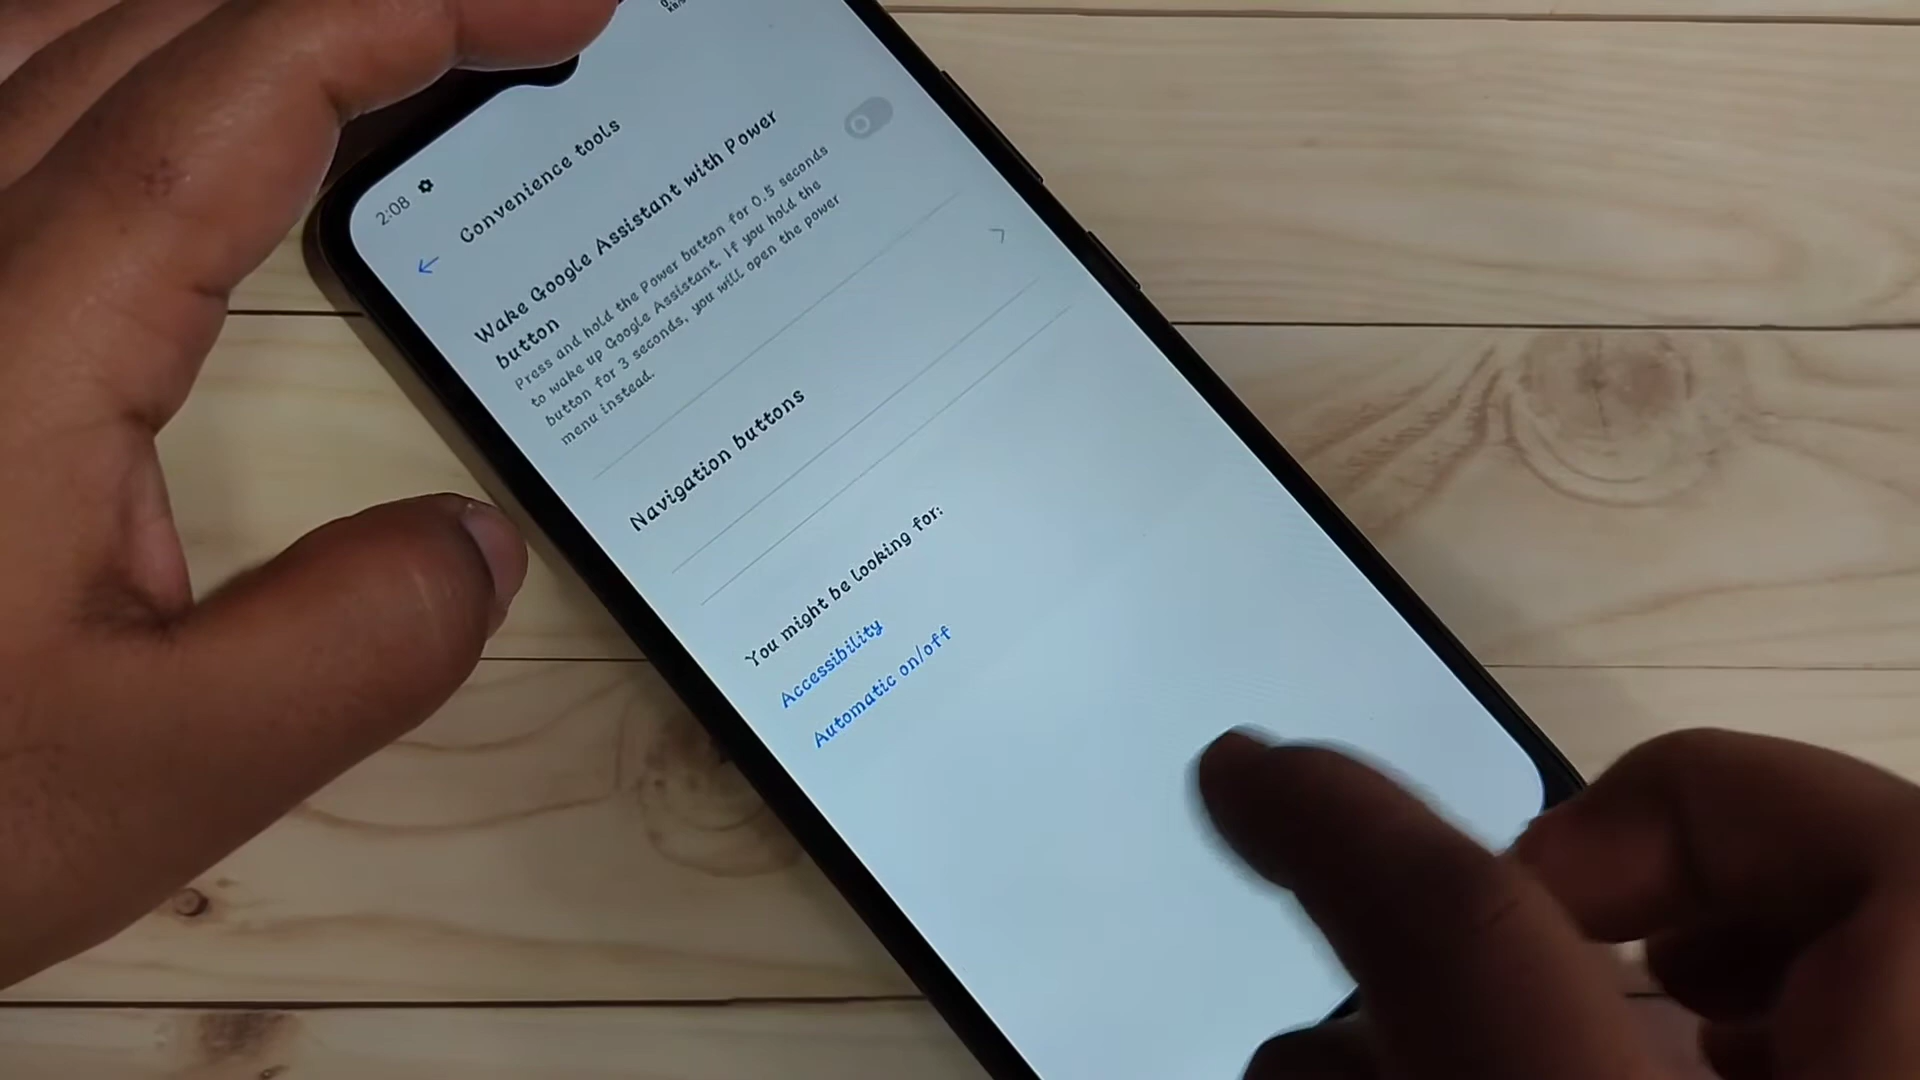 2:08
Convenience tools
Wake Google Assistant with Power
button
Press and hold the Power button for 0.5 seconds
to wake up Google Assistant. If you hold the
button for 3 seconds, you will open the power
menu instead.
Navigation buttons
You might be looking for:
Accessibility
Automatic on/off